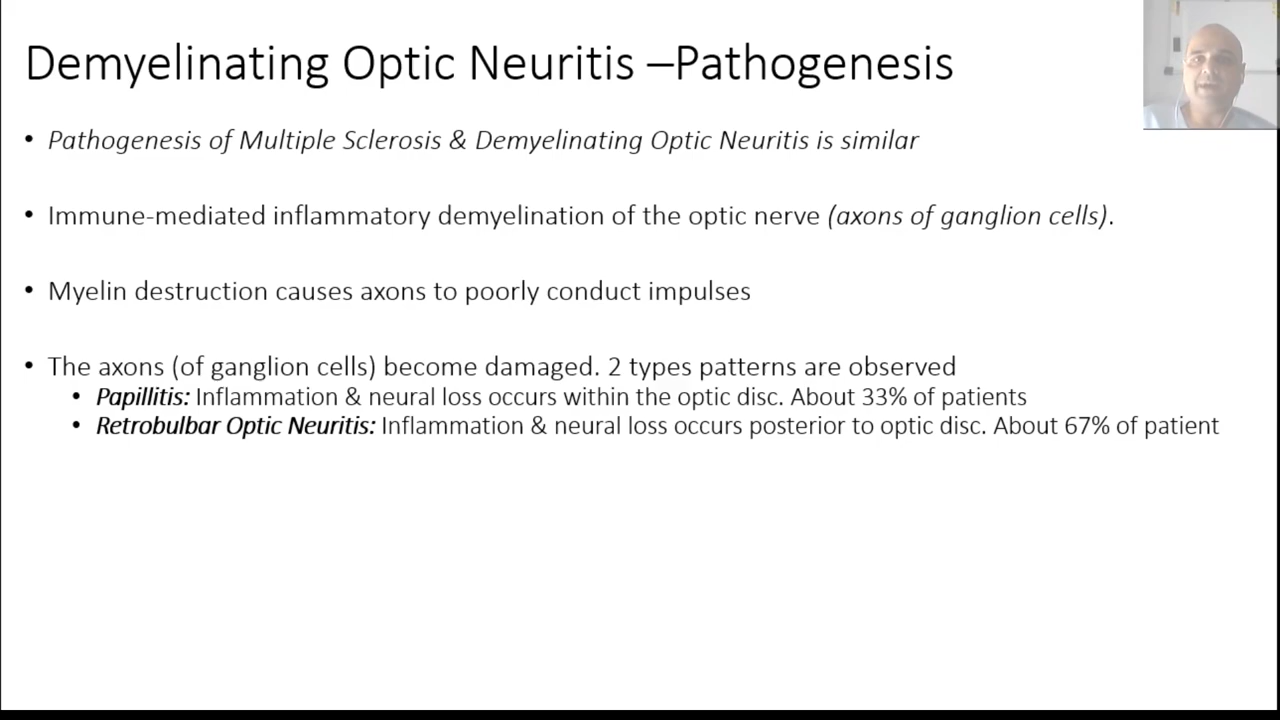 Demyelinating Optic Neuritis –Pathogenesis
• Pathogenesis of Multiple Sclerosis & Demyelinating Optic Neuritis is similar
• Immune-mediated inflammatory demyelination of the optic nerve (axons of ganglion cells).
• Myelin destruction causes axons to poorly conduct impulses
• The axons (of ganglion cells) become damaged. 2 types patterns are observed
• Papillitis: Inflammation & neural loss occurs within the optic disc. About 33% of patients
• Retrobulbar Optic Neuritis: Inflammation & neural loss occurs posterior to optic disc. About 67% of patient